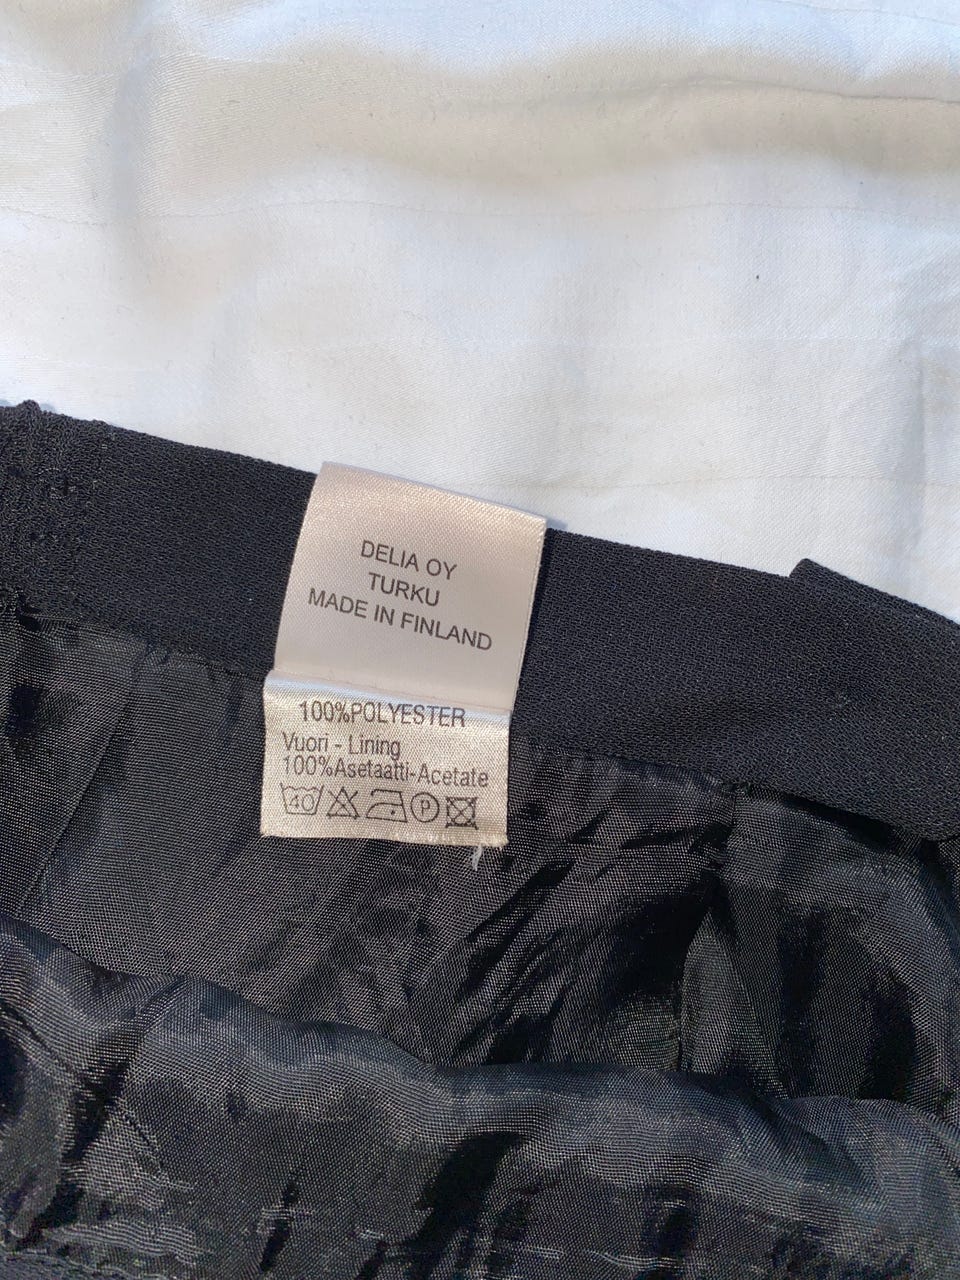 DELIA OY
TURKU
MADE IN FINLAND
100%POLYESTER
Vuori - Lining
100%Asetaatti-Acetate
40 P